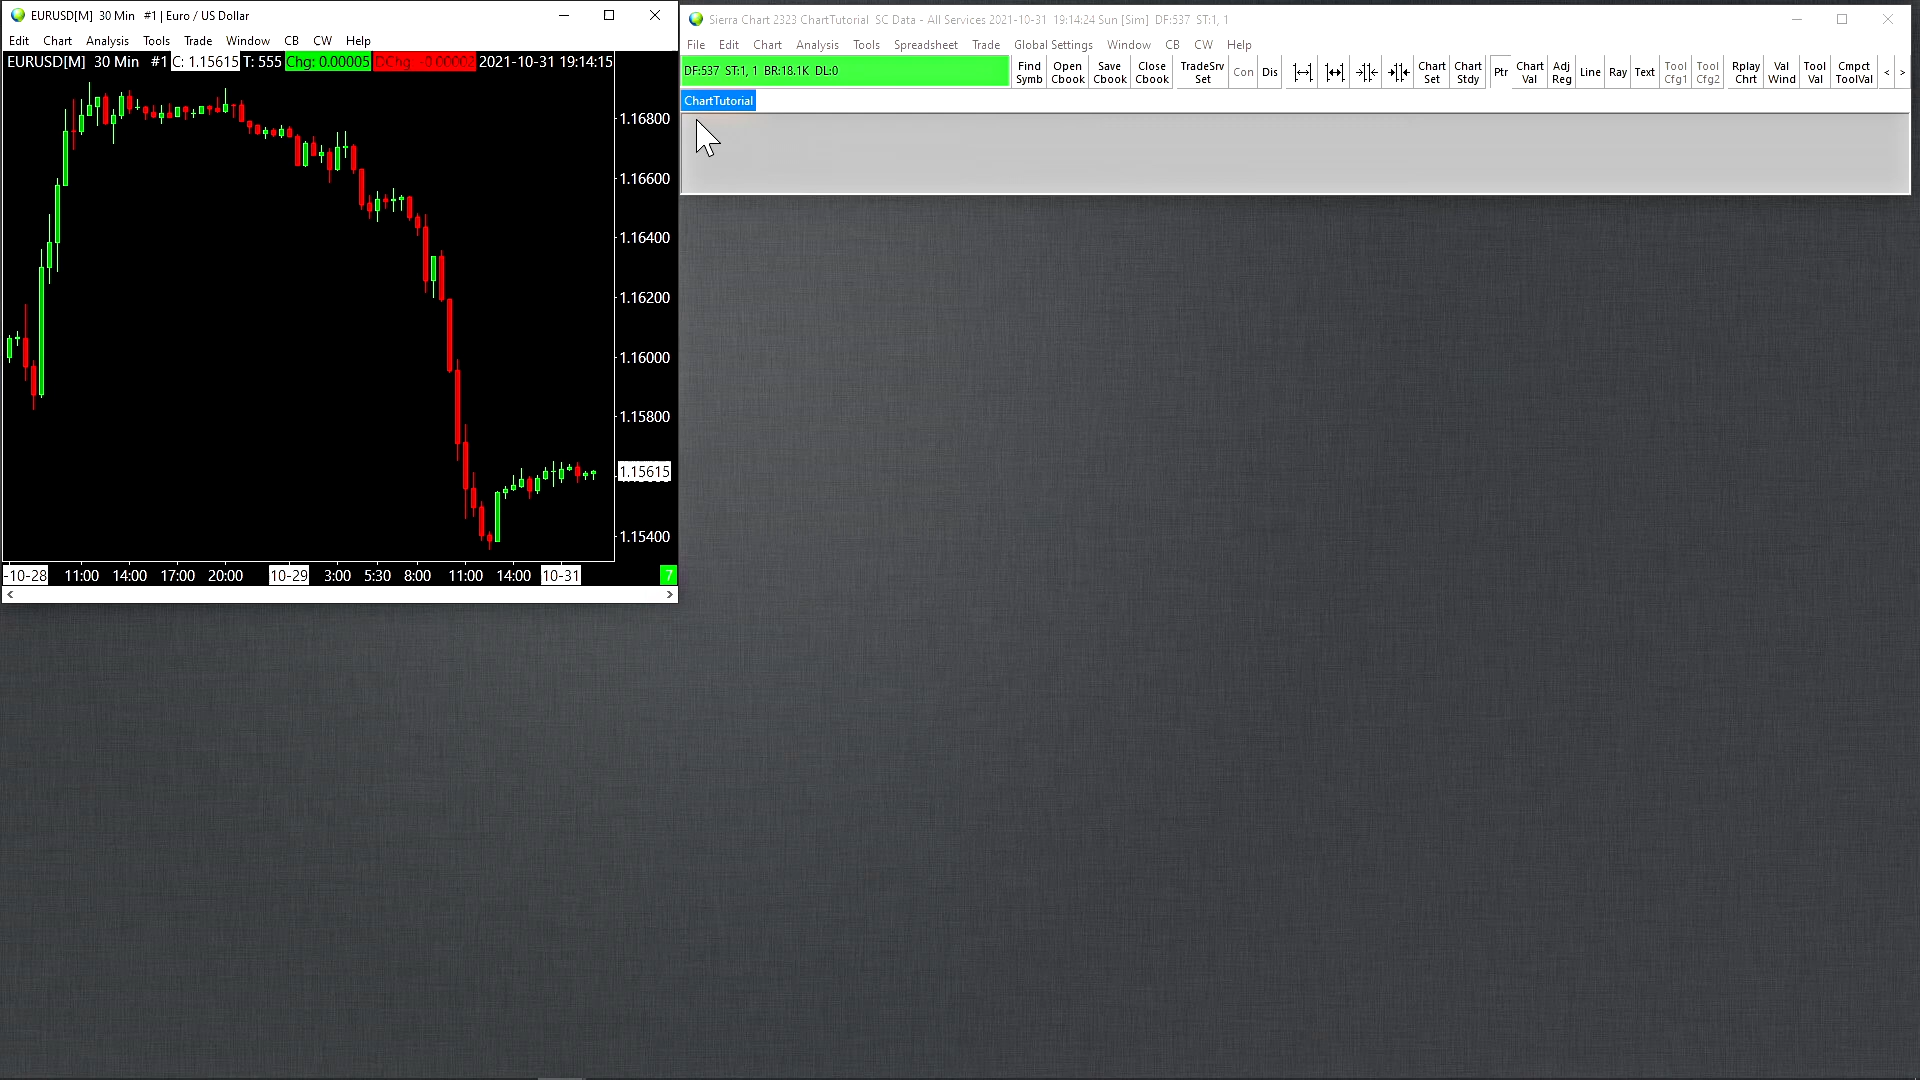 EURUSD[M]  30 Min  #1 | Euro / US Dollar
Edit Chart Analysis Tools Trade Window CB CW Help
EURUSD[M]  30 Min  #1 C: 1.15615 T: 555 Chg: 0.00005 DChg: -0.00002 2021-10-31 19:14:15
1.16800
1.16600
1.16400
1.16200
1.16000
1.15800
1.15615
1.15400
-10-28 11:00 14:00 17:00 20:00 10-29 3:00 5:30 8:00 11:00 14:00 10-31 7
< >
Sierra Chart 2323 ChartTutorial  SC Data - All Services 2021-10-31  19:14:24 Sun [Sim]  DF:537  ST:1, 1
File Edit Chart Analysis Tools Spreadsheet Trade Global Settings Window CB CW Help
DF:537  ST:1, 1  BR:18.1K  DL:0
Find Symb
Open Cbook
Save Cbook
Close Cbook
TradeSrv Set
Con
Dis
Chart Set
Chart Stdy
Ptr
Chart Val
Adj Reg
Line
Ray
Text
Tool Cfg1
Tool Cfg2
Rplay Chrt
Val Wind
Tool Val
Cmpct ToolVal
< >
ChartTutorial